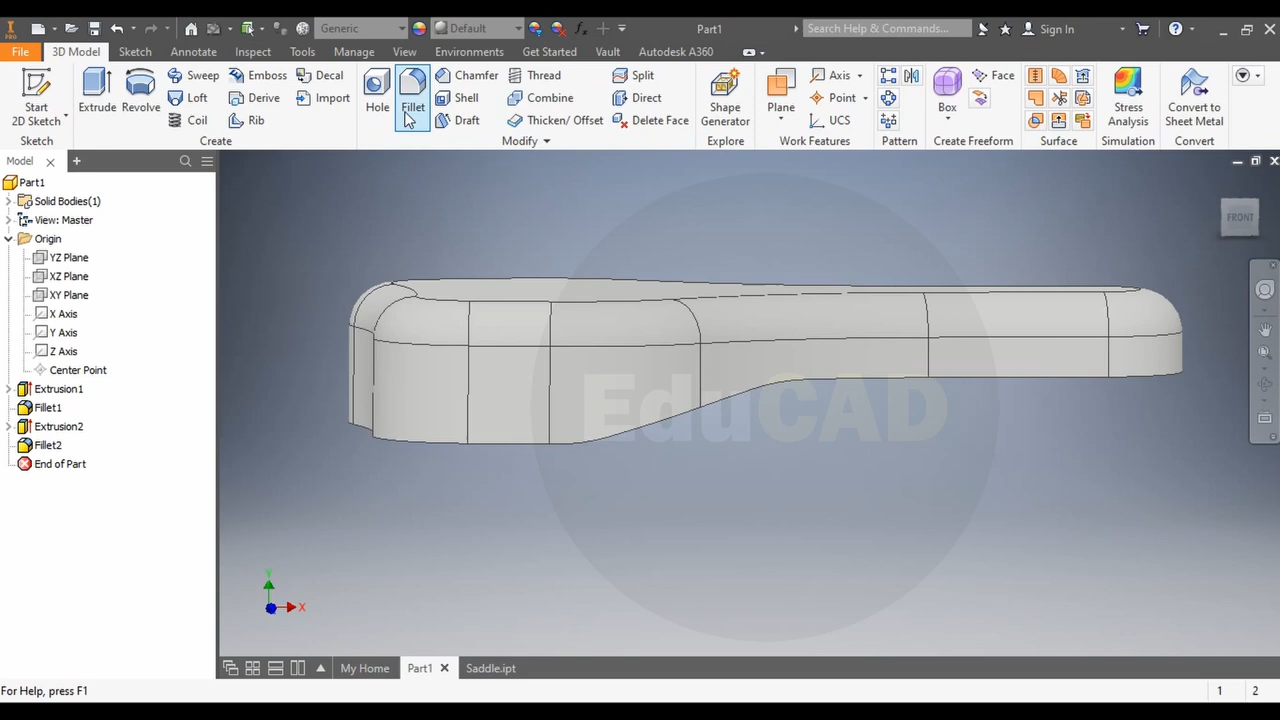 Generic
Default
Part1
Search Help & Commands...
Sign In
File
3D Model
Sketch
Annotate
Inspect
Tools
Manage
View
Environments
Get Started
Vault
Autodesk A360
Start
2D Sketch
Sketch
Extrude
Revolve
Sweep
Loft
Coil
Emboss
Derive
Rib
Decal
Import
Create
Hole
Fillet
Chamfer
Shell
Draft
Thread
Combine
Thicken/ Offset
Split
Direct
Delete Face
Modify
Shape
Generator
Explore
Plane
Axis
Point
UCS
Work Features
Pattern
Box
Face
Create Freeform
Surface
Stress
Analysis
Simulation
Convert to
Sheet Metal
Convert
Model
Part1
Solid Bodies(1)
View: Master
Origin
YZ Plane
XZ Plane
XY Plane
X Axis
Y Axis
Z Axis
Center Point
Extrusion1
Fillet1
Extrusion2
Fillet2
End of Part
FRONT
EduCAD
Y
X
My Home
Part1
Saddle.ipt
For Help, press F1
1
2